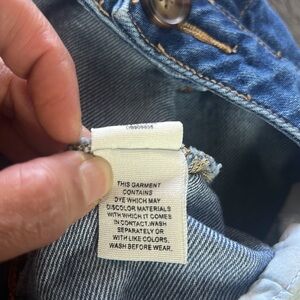 THIS GARMENT
CONTAINS
DYE WHICH MAY
DISCOLOR MATERIALS
WITH WHICH IT COMES
IN CONTACT.WASH
SEPARATELY OR
WITH LIKE COLORS.
WASH BEFORE WEAR.